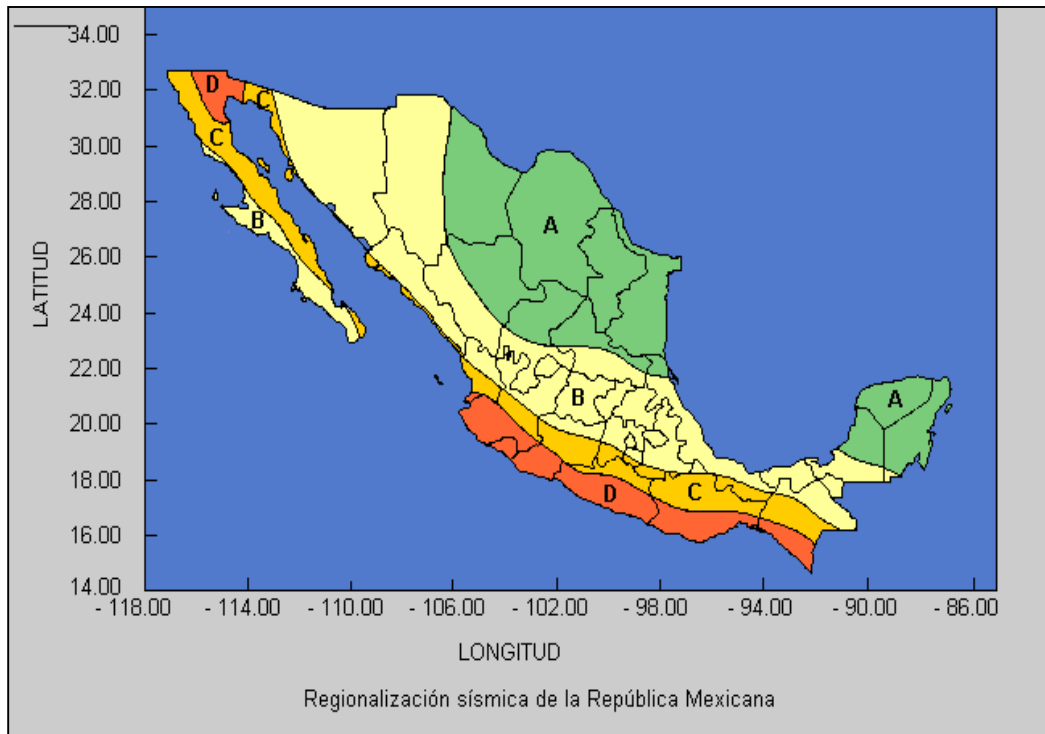 34.00
32.00
30.00
28.00
26.00
24.00
22.00
20.00
18.00
16.00
14.00
LATITUD
D
C
C
B
A
B
A
C
D
- 118.00 - 114.00 - 110.00 - 106.00 - 102.00 - 98.00 - 94.00 - 90.00 - 86.00
LONGITUD
Regionalización sísmica de la República Mexicana